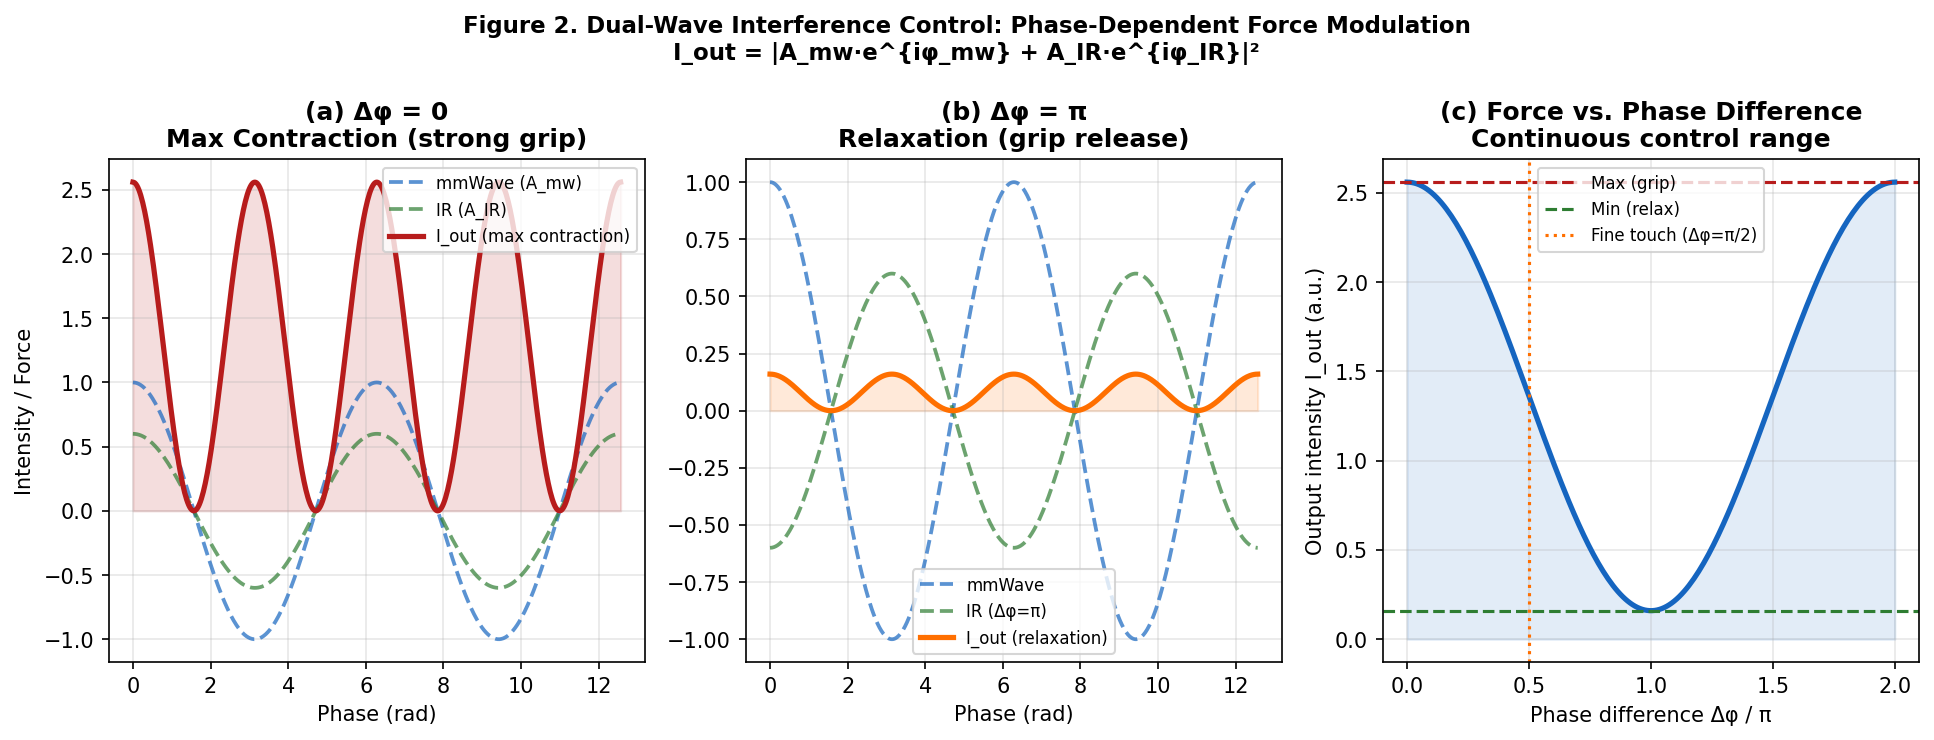 Figure 2. Dual-Wave Interference Control: Phase-Dependent Force Modulation
I_out = |A_mw·e^{iφ_mw} + A_IR·e^{iφ_IR}|²
(a) Δφ = 0
Max Contraction (strong grip)
mmWave (A_mw)
IR (A_IR)
I_out (max contraction)
Intensity / Force
2.5
2.0
1.5
1.0
0.5
0.0
−0.5
−1.0
0 2 4 6 8 10 12
Phase (rad)
(b) Δφ = π
Relaxation (grip release)
1.00
0.75
0.50
0.25
0.00
−0.25
−0.50
−0.75
−1.00
mmWave
IR (Δφ=π)
I_out (relaxation)
0 2 4 6 8 10 12
Phase (rad)
(c) Force vs. Phase Difference
Continuous control range
Max (grip)
Min (relax)
Fine touch (Δφ=π/2)
Output intensity I_out (a.u.)
2.5
2.0
1.5
1.0
0.5
0.0
0.0 0.5 1.0 1.5 2.0
Phase difference Δφ / π